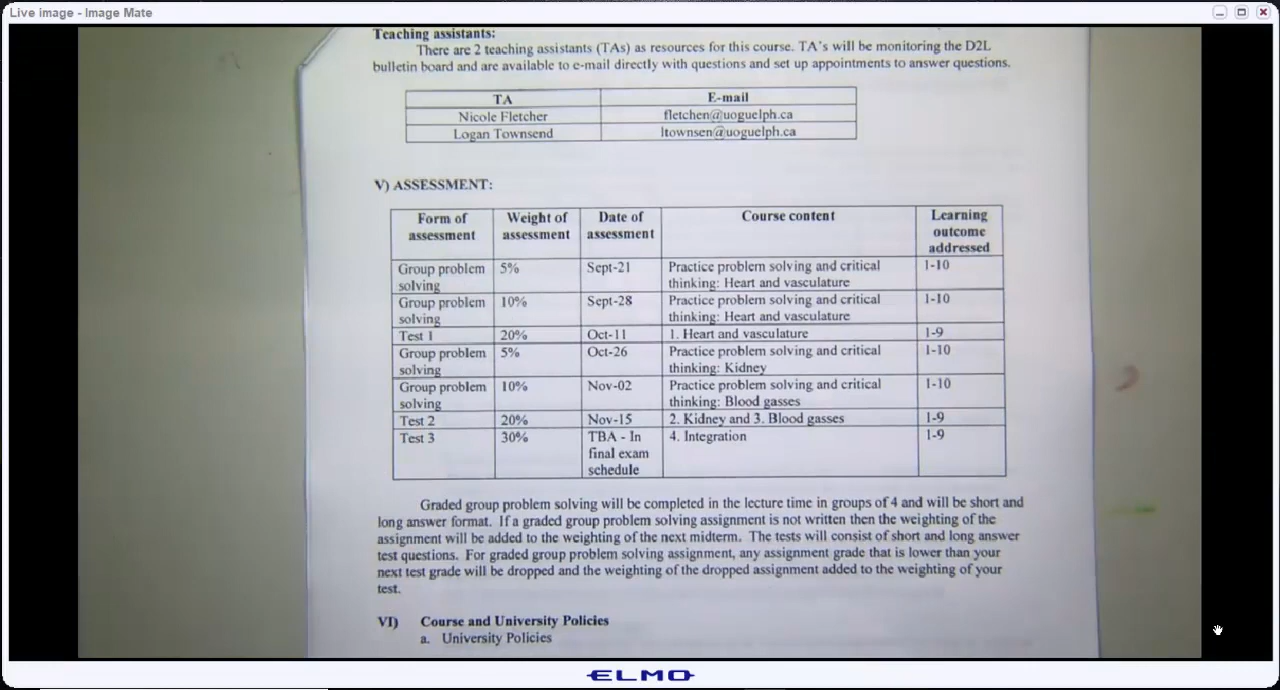 Live image - Image Mate
Teaching assistants:
There are 2 teaching assistants (TAs) as resources for this course. TA's will be monitoring the D2L
bulletin board and are available to e-mail directly with questions and set up appointments to answer questions.
TA E-mail
Nicole Fletcher fletchen@uoguelph.ca
Logan Townsend ltownsen@uoguelph.ca
V) ASSESSMENT:
Form of Weight of Date of Course content Learning
assessment assessment assessment outcome
addressed
Group problem 5% Sept-21 Practice problem solving and critical 1-10
solving thinking: Heart and vasculature
Group problem 10% Sept-28 Practice problem solving and critical 1-10
solving thinking: Heart and vasculature
Test 1 20% Oct-11 1. Heart and vasculature 1-9
Group problem 5% Oct-26 Practice problem solving and critical 1-10
solving thinking: Kidney
Group problem 10% Nov-02 Practice problem solving and critical 1-10
solving thinking: Blood gasses
Test 2 20% Nov-15 2. Kidney and 3. Blood gasses 1-9
Test 3 30% TBA - In 4. Integration 1-9
final exam
schedule
Graded group problem solving will be completed in the lecture time in groups of 4 and will be short and
long answer format. If a graded group problem solving assignment is not written then the weighting of the
assignment will be added to the weighting of the next midterm. The tests will consist of short and long answer
test questions. For graded group problem solving assignment, any assignment grade that is lower than your
next test grade will be dropped and the weighting of the dropped assignment added to the weighting of your
test.
VI) Course and University Policies
a. University Policies
ELMO